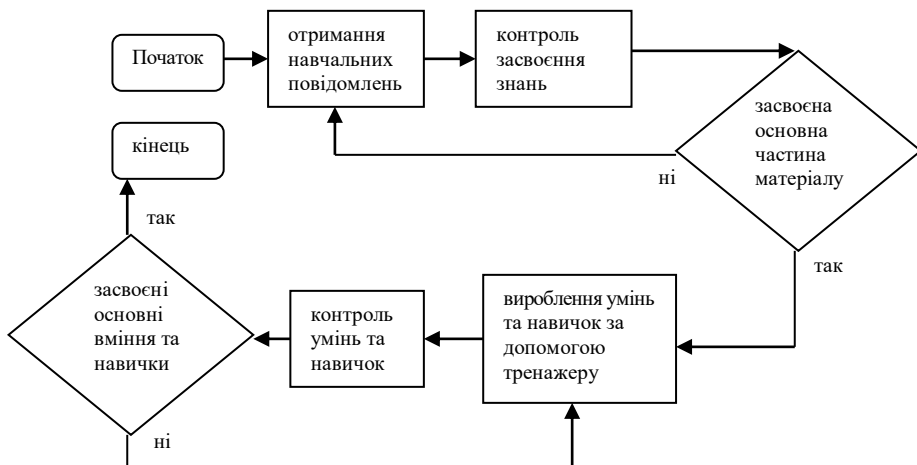 Початок
отримання
навчальних
повідомлень
контроль
засвоєння
знань
засвоєна
основна
частина
матеріалу
ні
так
вироблення умінь
та навичок за
допомогою
тренажеру
контроль
умінь та
навичок
засвоєні
основні
вміння та
навички
так
кінець
ні